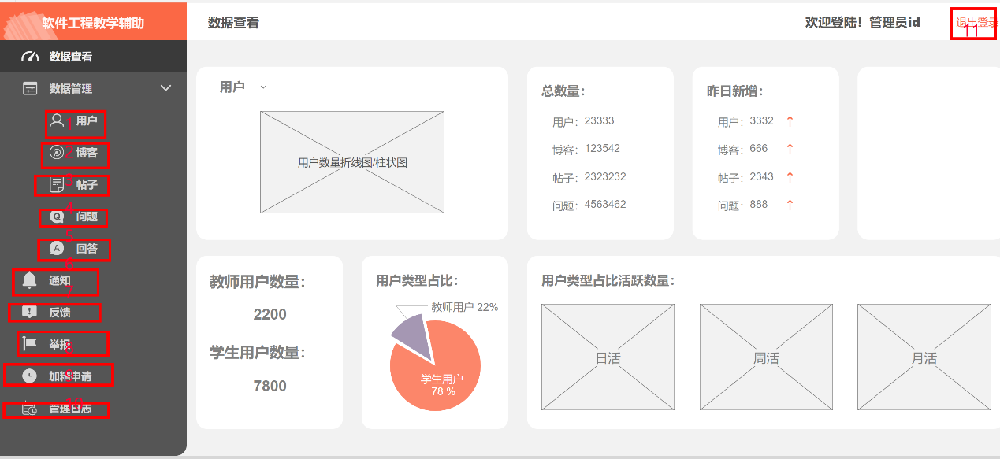 软件工程教学辅助
数据查看
欢迎登陆！管理员id
退出登录
11
数据查看
数据管理
1 用户
2 博客
3 帖子
4
问题
5
回答
6
通知
7
反馈
举报
8
加精申请
9
管理日志
10
用户
用户数量折线图/柱状图
总数量：
用户：23333
博客：123542
帖子：2323232
问题：4563462
昨日新增：
用户：3332 ↑
博客：666 ↑
帖子：2343 ↑
问题：888 ↑
教师用户数量：
2200
学生用户数量：
7800
用户类型占比：
教师用户 22%
学生用户
78 %
用户类型占比活跃数量：
日活
周活
月活